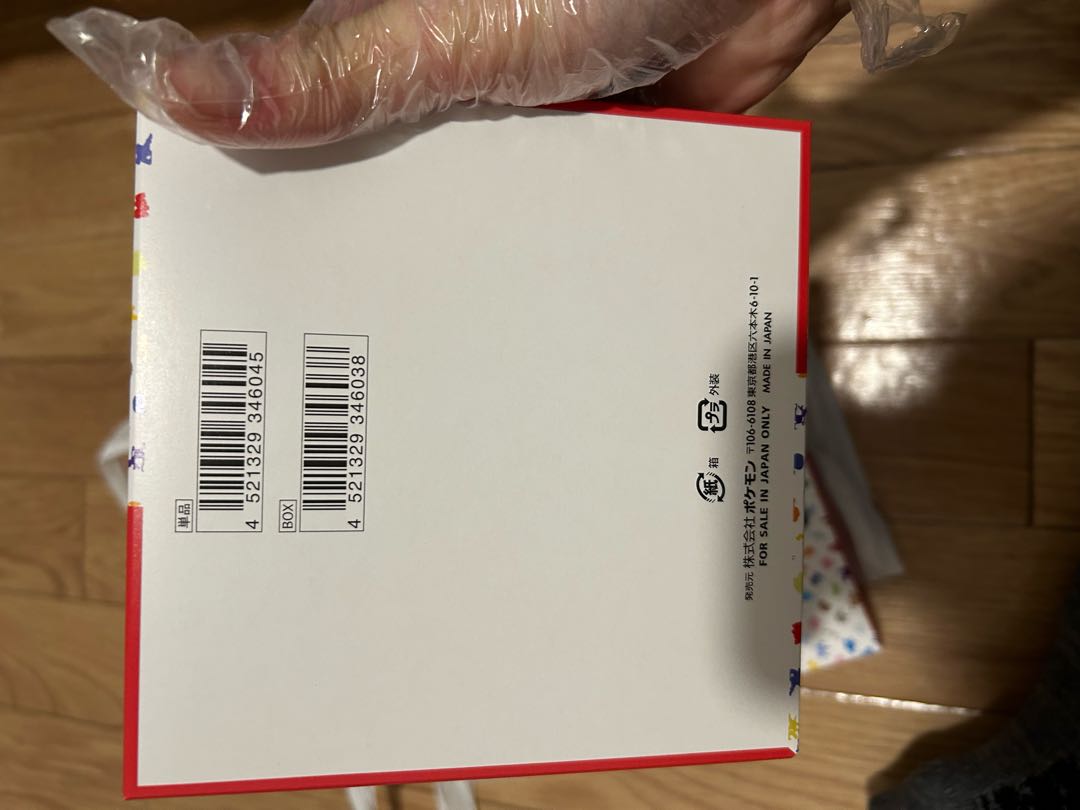 単品
4 521329 346045
BOX
4 521329 346038
紙 箱
プラ 外装
発売元 株式会社 ポケモン 〒106-6108 東京都港区六本木6-10-1
FOR SALE IN JAPAN ONLY MADE IN JAPAN